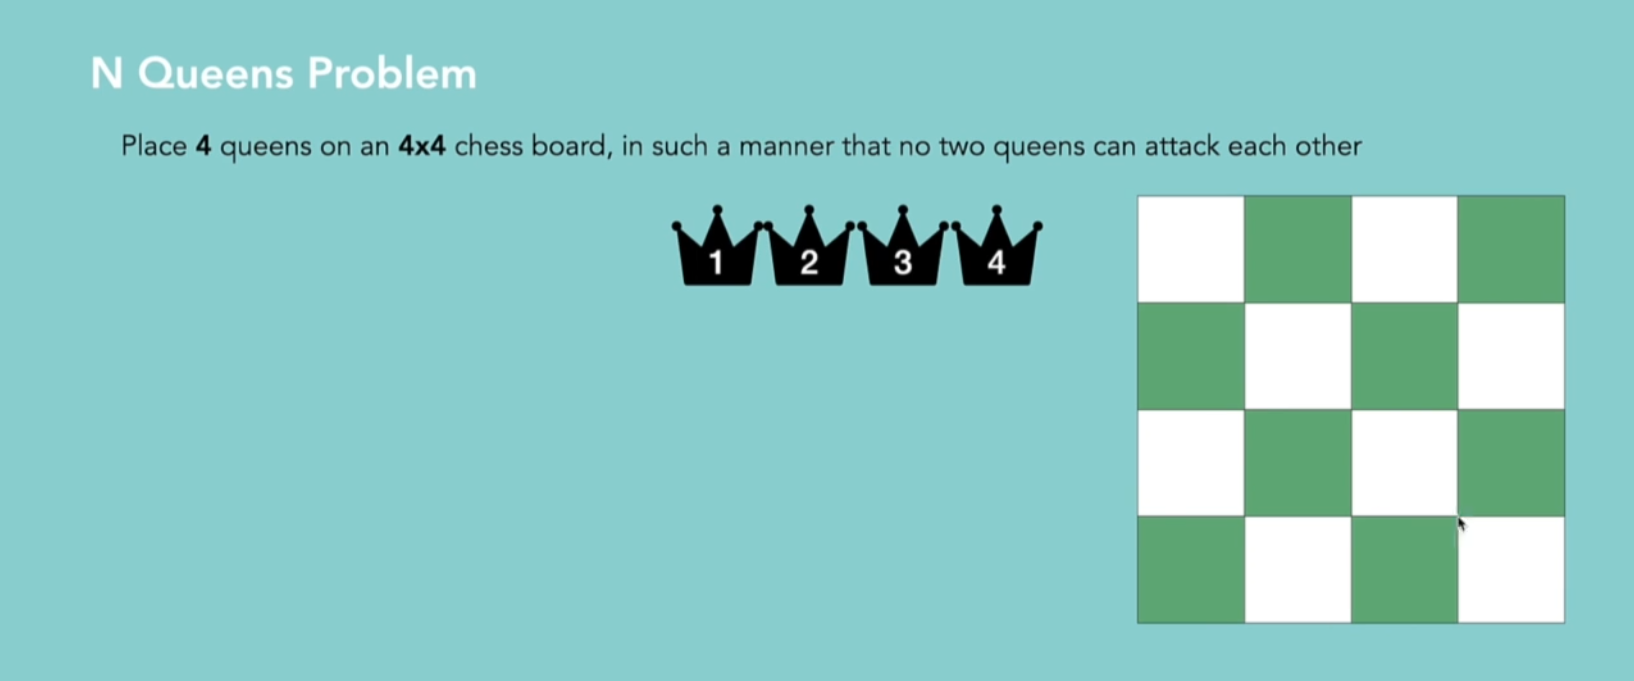 N Queens Problem
Place 4 queens on an 4x4 chess board, in such a manner that no two queens can attack each other
1 2 3 4